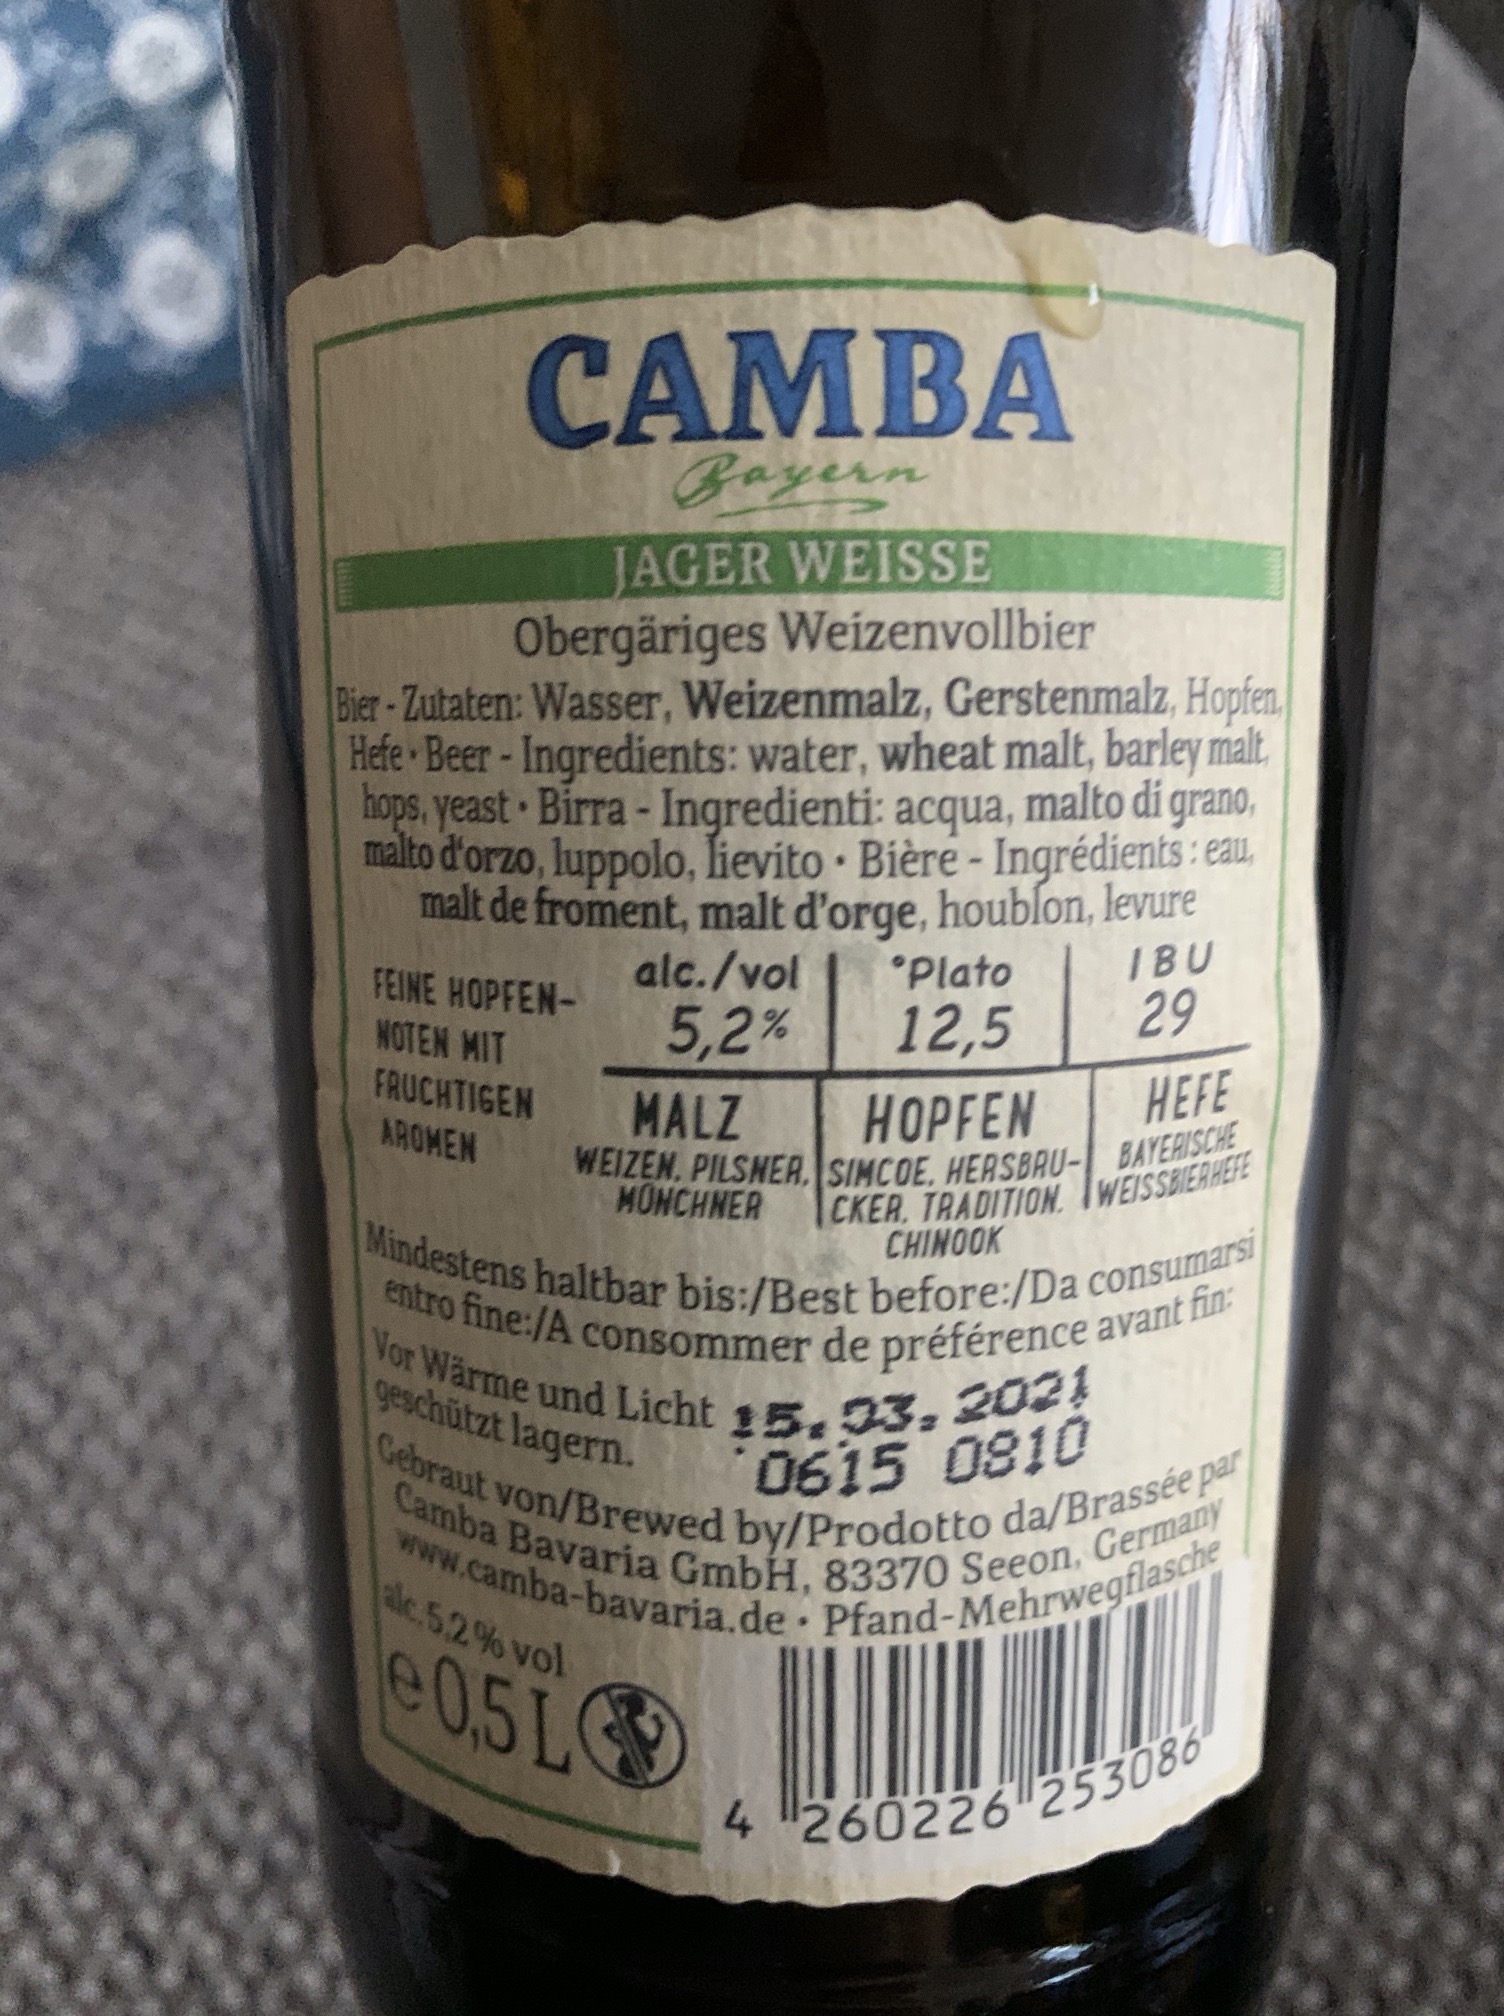 CAMBA
Bayern
JAGER WEISSE
Obergäriges Weizenvollbier
Bier - Zutaten: Wasser, Weizenmalz, Gerstenmalz, Hopfen,
Hefe · Beer - Ingredients: water, wheat malt, barley malt,
hops, yeast · Birra - Ingredienti: acqua, malto di grano,
malto d'orzo, luppolo, lievito · Bière - Ingrédients : eau,
malt de froment, malt d'orge, houblon, levure
FEINE HOPFEN-
NOTEN MIT
FRUCHTIGEN
AROMEN
alc./vol
5,2%
°Plato
12,5
IBU
29
MALZ
WEIZEN, PILSNER,
MÜNCHNER
HOPFEN
SIMCOE, HERSBRU-
CKER, TRADITION,
CHINOOK
HEFE
BAYERISCHE
WEISSBIERHEFE
Mindestens haltbar bis:/Best before:/Da consumarsi
entro fine:/A consommer de préférence avant fin:
Vor Wärme und Licht
geschützt lagern.
15.03.2021
0615 0810
Gebraut von/Brewed by/Prodotto da/Brassée par
Camba Bavaria GmbH, 83370 Seeon, Germany
www.camba-bavaria.de · Pfand-Mehrwegflasche
alc. 5,2 % vol
e 0,5 L
4 260226 253086